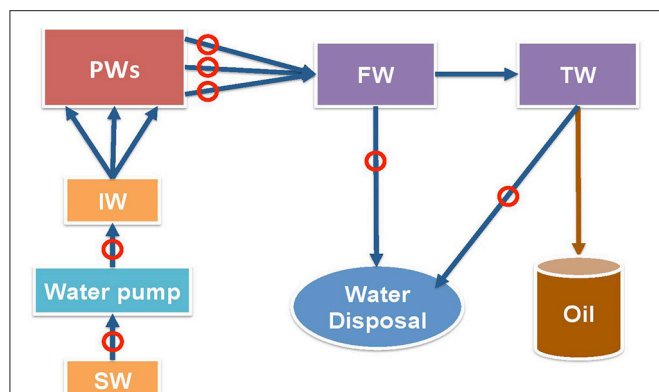 PWs
FW
TW
IW
Water pump
Water
Disposal
Oil
SW